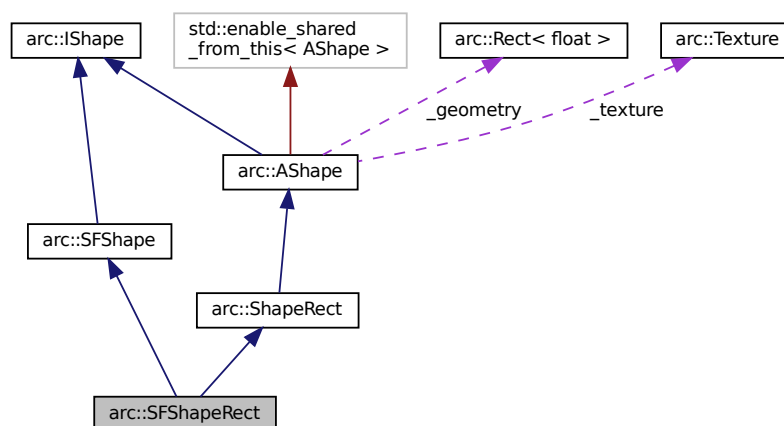 arc::IShape
std::enable_shared
_from_this< AShape >
arc::Rect< float >
arc::Texture
_geometry
_texture
arc::AShape
arc::SFShape
arc::ShapeRect
arc::SFShapeRect